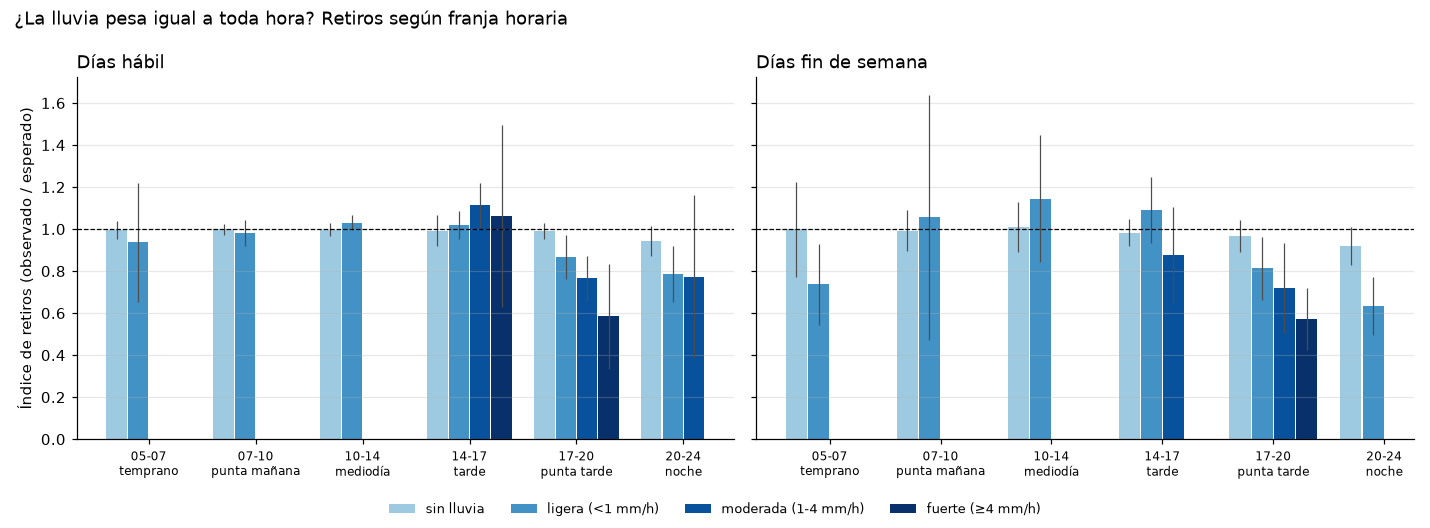 ¿La lluvia pesa igual a toda hora? Retiros según franja horaria
Días hábil
Días fin de semana
Índice de retiros (observado / esperado)
1.6
1.4
1.2
1.0
0.8
0.6
0.4
0.2
0.0
05-07
temprano
07-10
punta mañana
10-14
mediodía
14-17
tarde
17-20
punta tarde
20-24
noche
05-07
temprano
07-10
punta mañana
10-14
mediodía
14-17
tarde
17-20
punta tarde
20-24
noche
sin lluvia
ligera (<1 mm/h)
moderada (1-4 mm/h)
fuerte (≥4 mm/h)